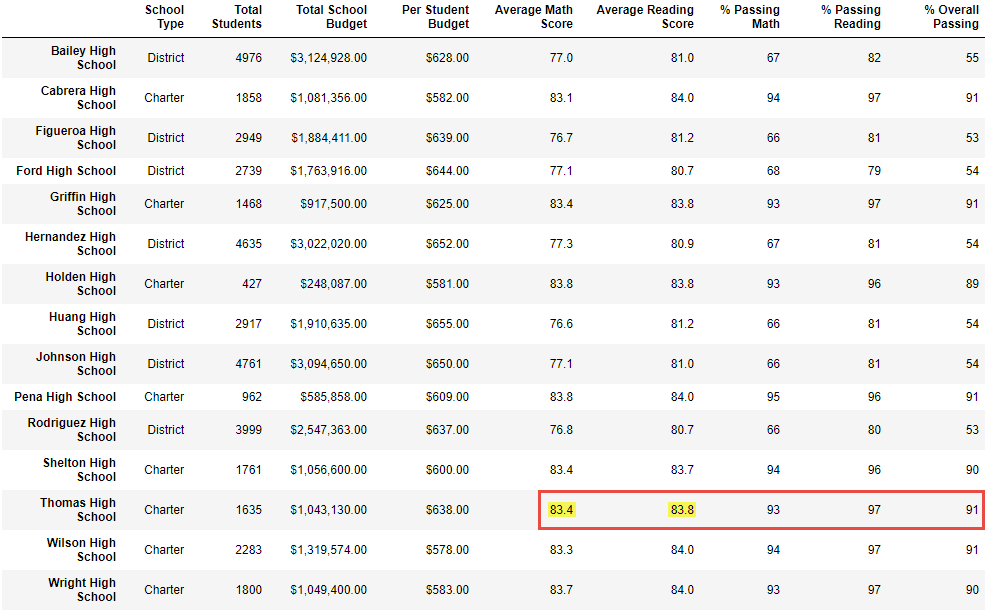 School Type Total Students Total School Budget Per Student Budget Average Math Score Average Reading Score % Passing Math % Passing Reading % Overall Passing
Bailey High School District 4976 $3,124,928.00 $628.00 77.0 81.0 67 82 55
Cabrera High School Charter 1858 $1,081,356.00 $582.00 83.1 84.0 94 97 91
Figueroa High School District 2949 $1,884,411.00 $639.00 76.7 81.2 66 81 53
Ford High School District 2739 $1,763,916.00 $644.00 77.1 80.7 68 79 54
Griffin High School Charter 1468 $917,500.00 $625.00 83.4 83.8 93 97 91
Hernandez High School District 4635 $3,022,020.00 $652.00 77.3 80.9 67 81 54
Holden High School Charter 427 $248,087.00 $581.00 83.8 83.8 93 96 89
Huang High School District 2917 $1,910,635.00 $655.00 76.6 81.2 66 81 54
Johnson High School District 4761 $3,094,650.00 $650.00 77.1 81.0 66 81 54
Pena High School Charter 962 $585,858.00 $609.00 83.8 84.0 95 96 91
Rodriguez High School District 3999 $2,547,363.00 $637.00 76.8 80.7 66 80 53
Shelton High School Charter 1761 $1,056,600.00 $600.00 83.4 83.7 94 96 90
Thomas High School Charter 1635 $1,043,130.00 $638.00 83.4 83.8 93 97 91
Wilson High School Charter 2283 $1,319,574.00 $578.00 83.3 84.0 94 97 91
Wright High School Charter 1800 $1,049,400.00 $583.00 83.7 84.0 93 97 90